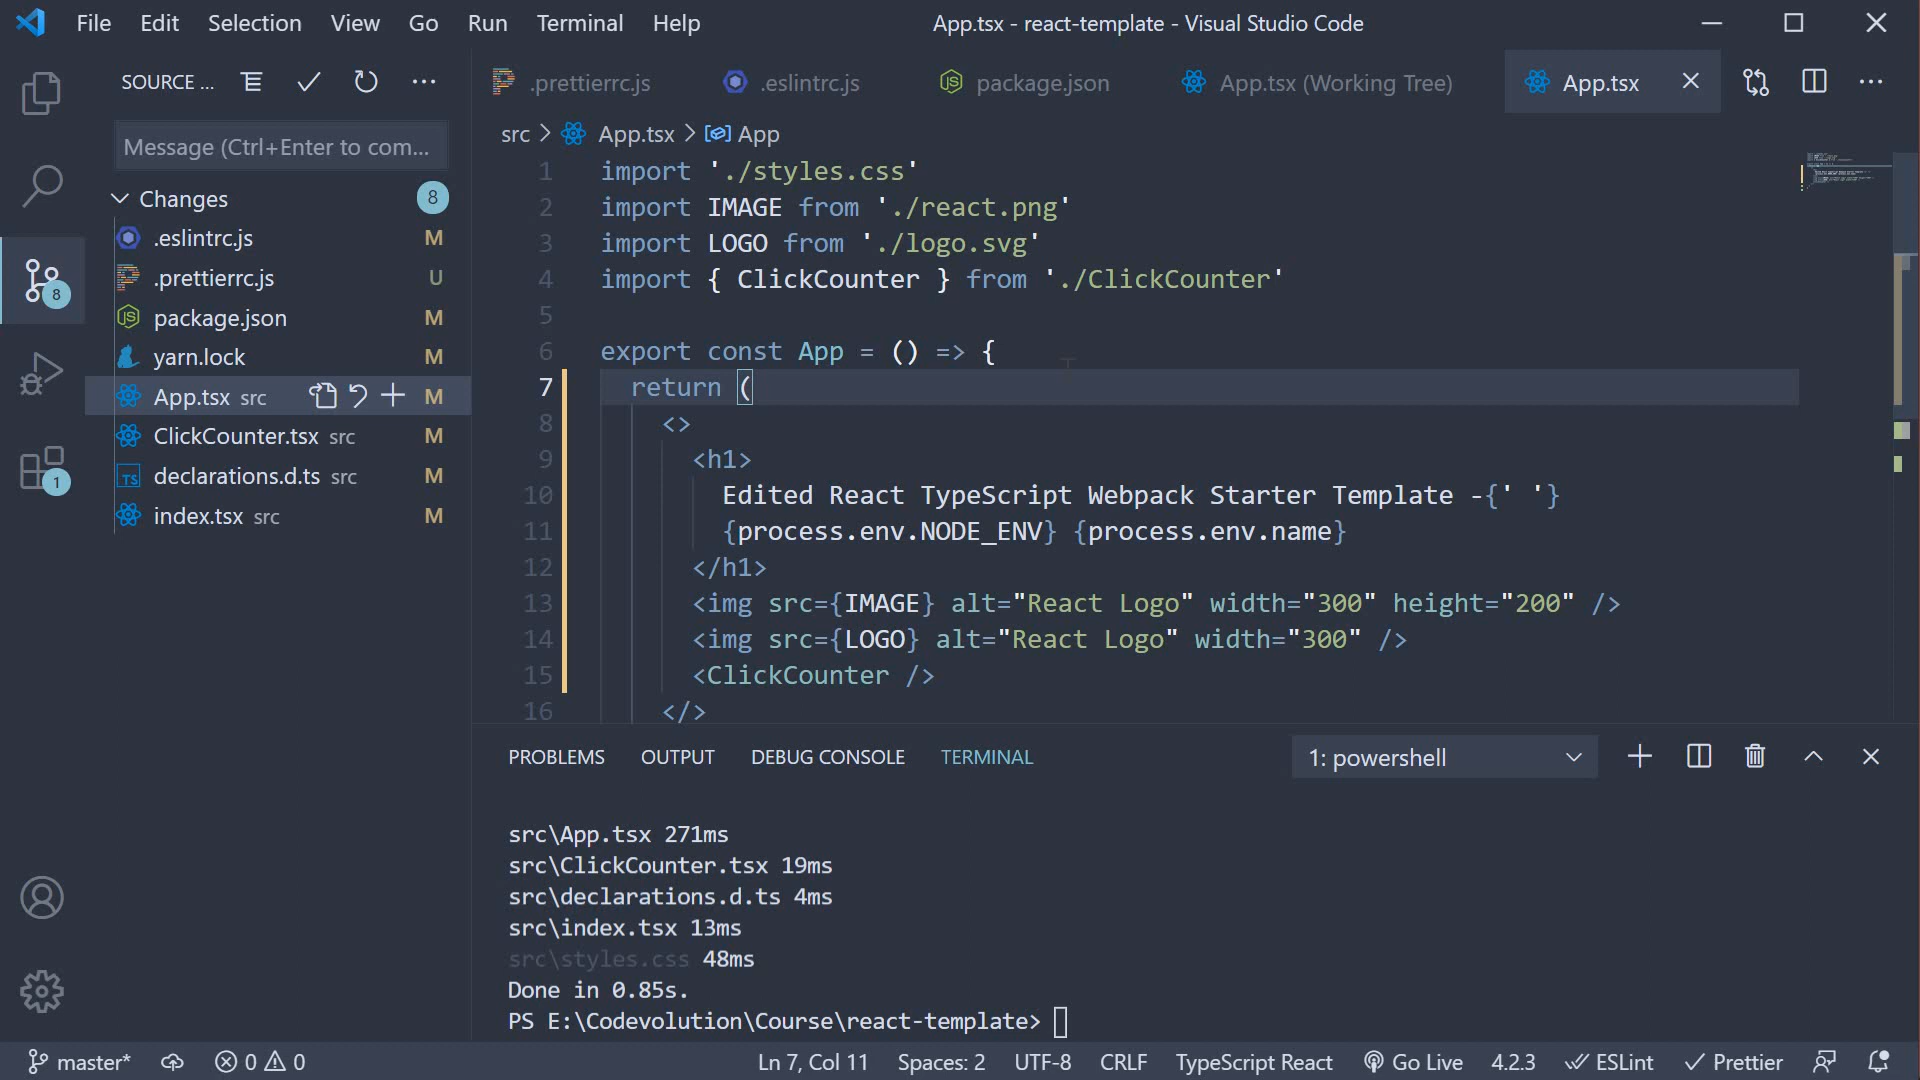 File Edit Selection View Go Run Terminal Help
App.tsx - react-template - Visual Studio Code
SOURCE ...
.prettierrc.js
.eslintrc.js
package.json
App.tsx (Working Tree)
App.tsx
Message (Ctrl+Enter to com...
Changes 8
.eslintrc.js M
.prettierrc.js U
package.json M
yarn.lock M
App.tsx src M
ClickCounter.tsx src M
declarations.d.ts src M
index.tsx src M
8
1
src > App.tsx > App
1 import './styles.css'
2 import IMAGE from './react.png'
3 import LOGO from './logo.svg'
4 import { ClickCounter } from './ClickCounter'
5
6 export const App = () => {
7 return (
8 <>
9 <h1>
10 Edited React TypeScript Webpack Starter Template -{' '}
11 {process.env.NODE_ENV} {process.env.name}
12 </h1>
13 <img src={IMAGE} alt="React Logo" width="300" height="200" />
14 <img src={LOGO} alt="React Logo" width="300" />
15 <ClickCounter />
16 </>
PROBLEMS OUTPUT DEBUG CONSOLE TERMINAL
1: powershell
src\App.tsx 271ms
src\ClickCounter.tsx 19ms
src\declarations.d.ts 4ms
src\index.tsx 13ms
src\styles.css 48ms
Done in 0.85s.
PS E:\Codevolution\Course\react-template>
master* 0 0 Ln 7, Col 11 Spaces: 2 UTF-8 CRLF TypeScript React Go Live 4.2.3 ESLint Prettier